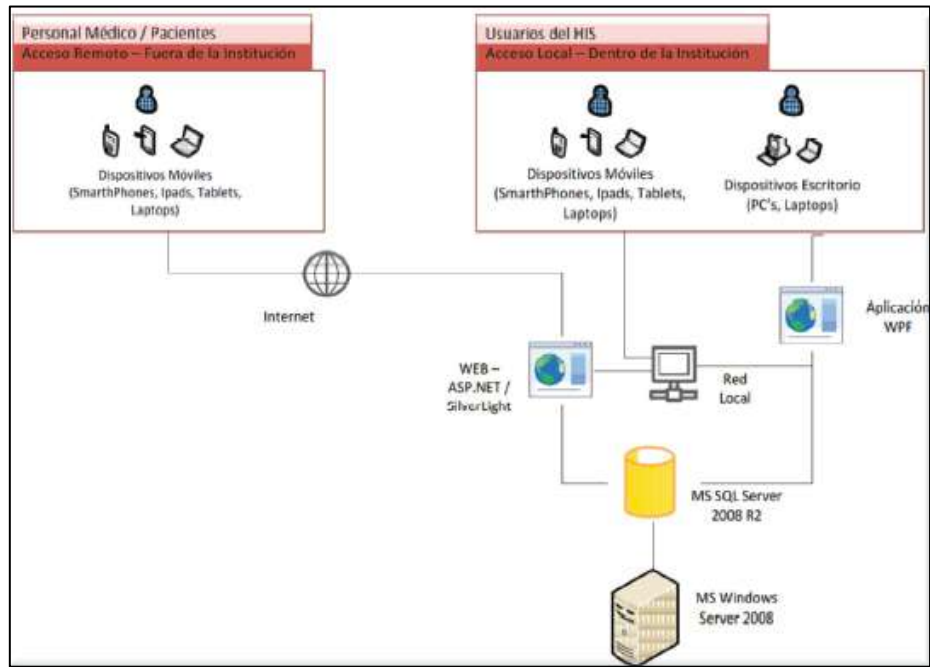 Personal Médico / Pacientes
Acceso Remoto – Fuera de la Institución
Dispositivos Móviles
(SmarthPhones, Ipads, Tablets,
Laptops)
Usuarios del HIS
Acceso Local – Dentro de la Institución
Dispositivos Móviles
(SmarthPhones, Ipads, Tablets,
Laptops)
Dispositivos Escritorio
(PC's, Laptops)
Internet
Aplicación
WPF
WEB –
ASP.NET /
SilverLight
Red
Local
MS SQL Server
2008 R2
MS Windows
Server 2008